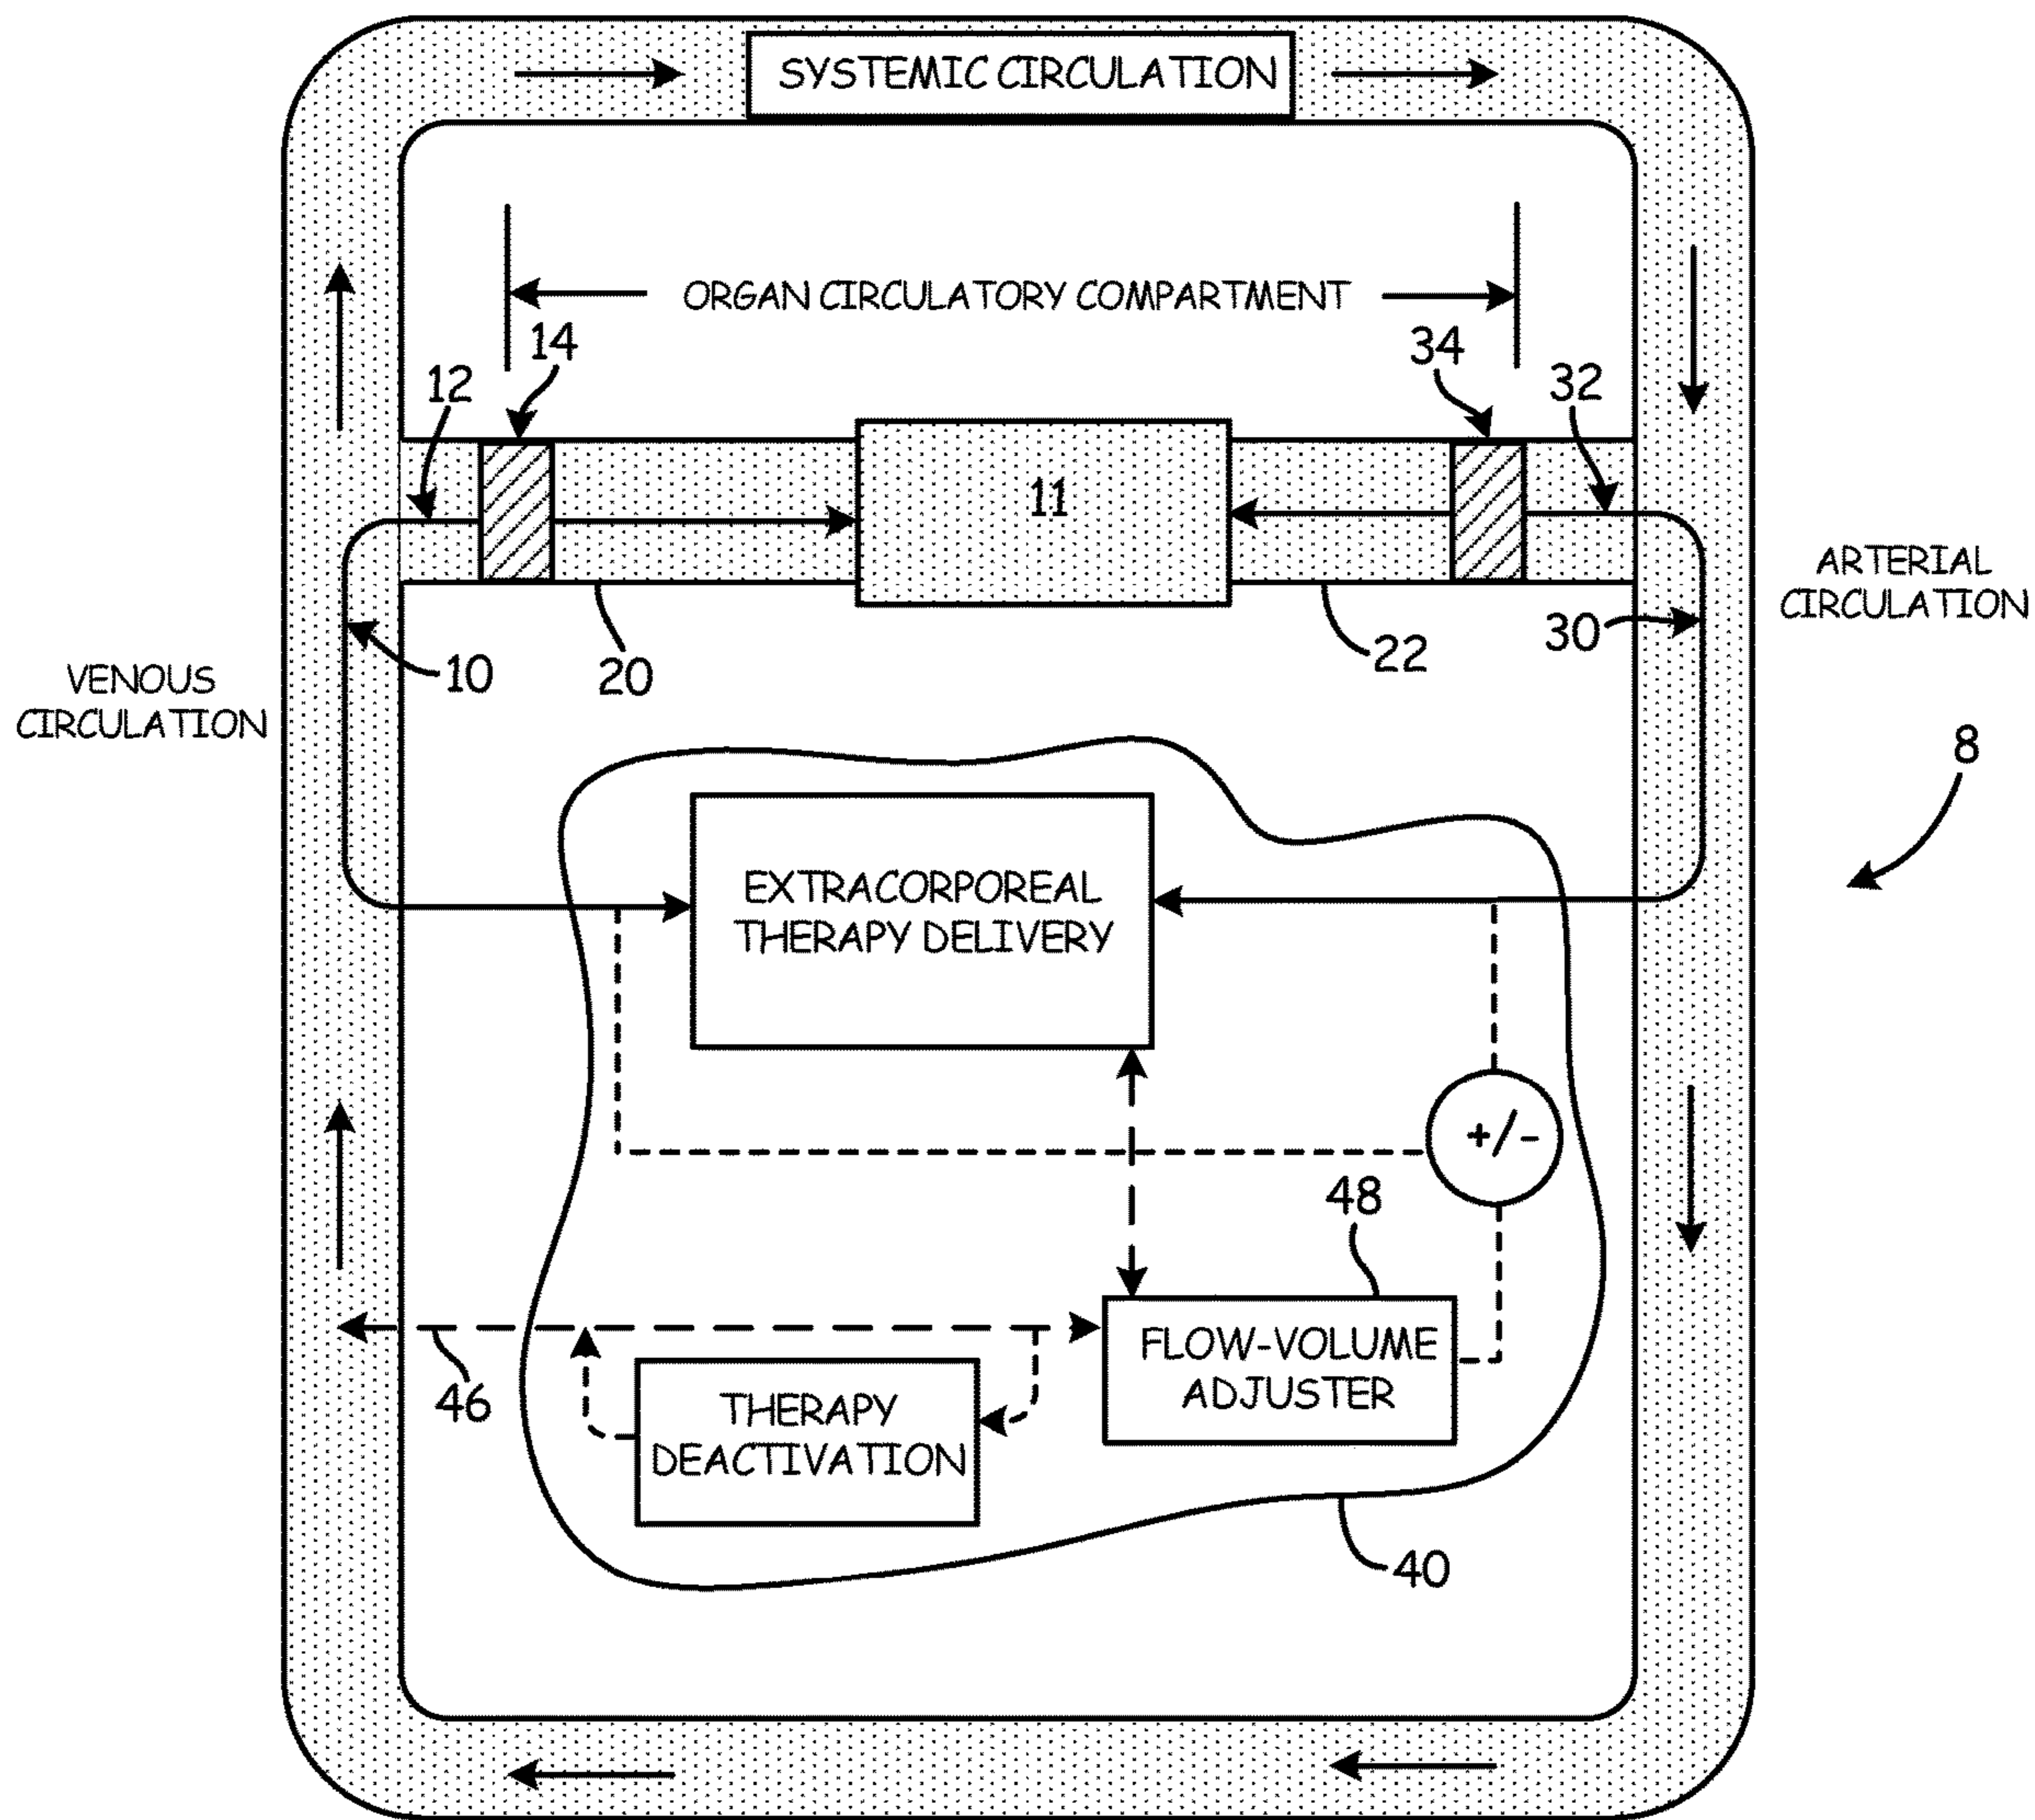 SYSTEMIC CIRCULATION
ORGAN CIRCULATORY COMPARTMENT
14
34
12
32
11
ARTERIAL
CIRCULATION
30
10
20
22
VENOUS
CIRCULATION
8
EXTRACORPOREAL
THERAPY DELIVERY
+/-
48
FLOW-VOLUME
ADJUSTER
46
THERAPY
DEACTIVATION
40